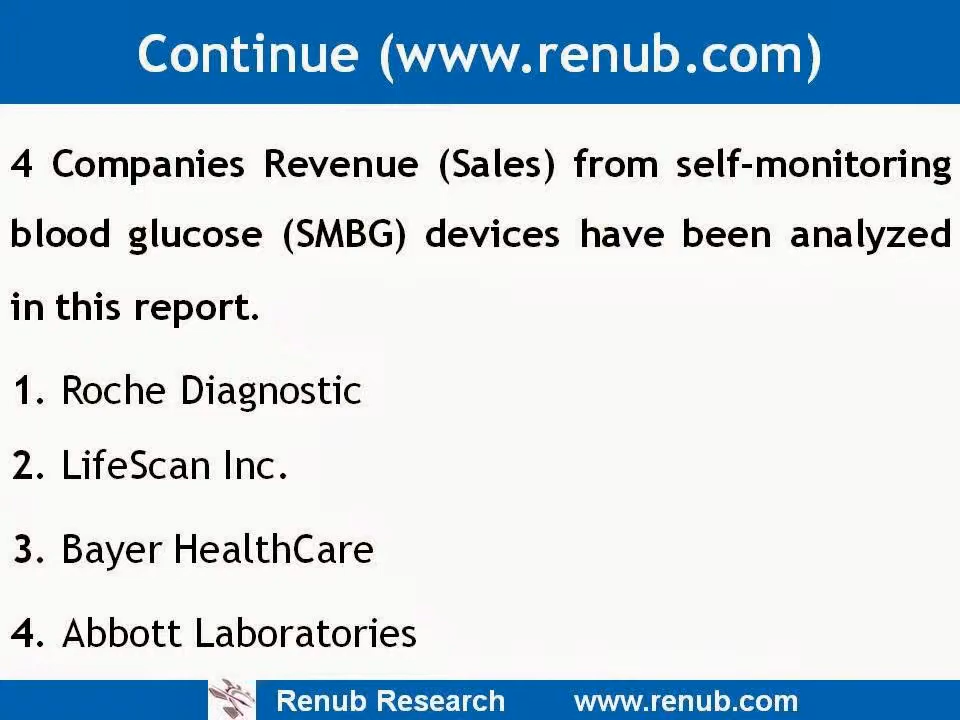 Continue (www.renub.com)
4 Companies Revenue (Sales) from self-monitoring
blood glucose (SMBG) devices have been analyzed
in this report.
1. Roche Diagnostic
2. LifeScan Inc.
3. Bayer HealthCare
4. Abbott Laboratories
Renub Research www.renub.com